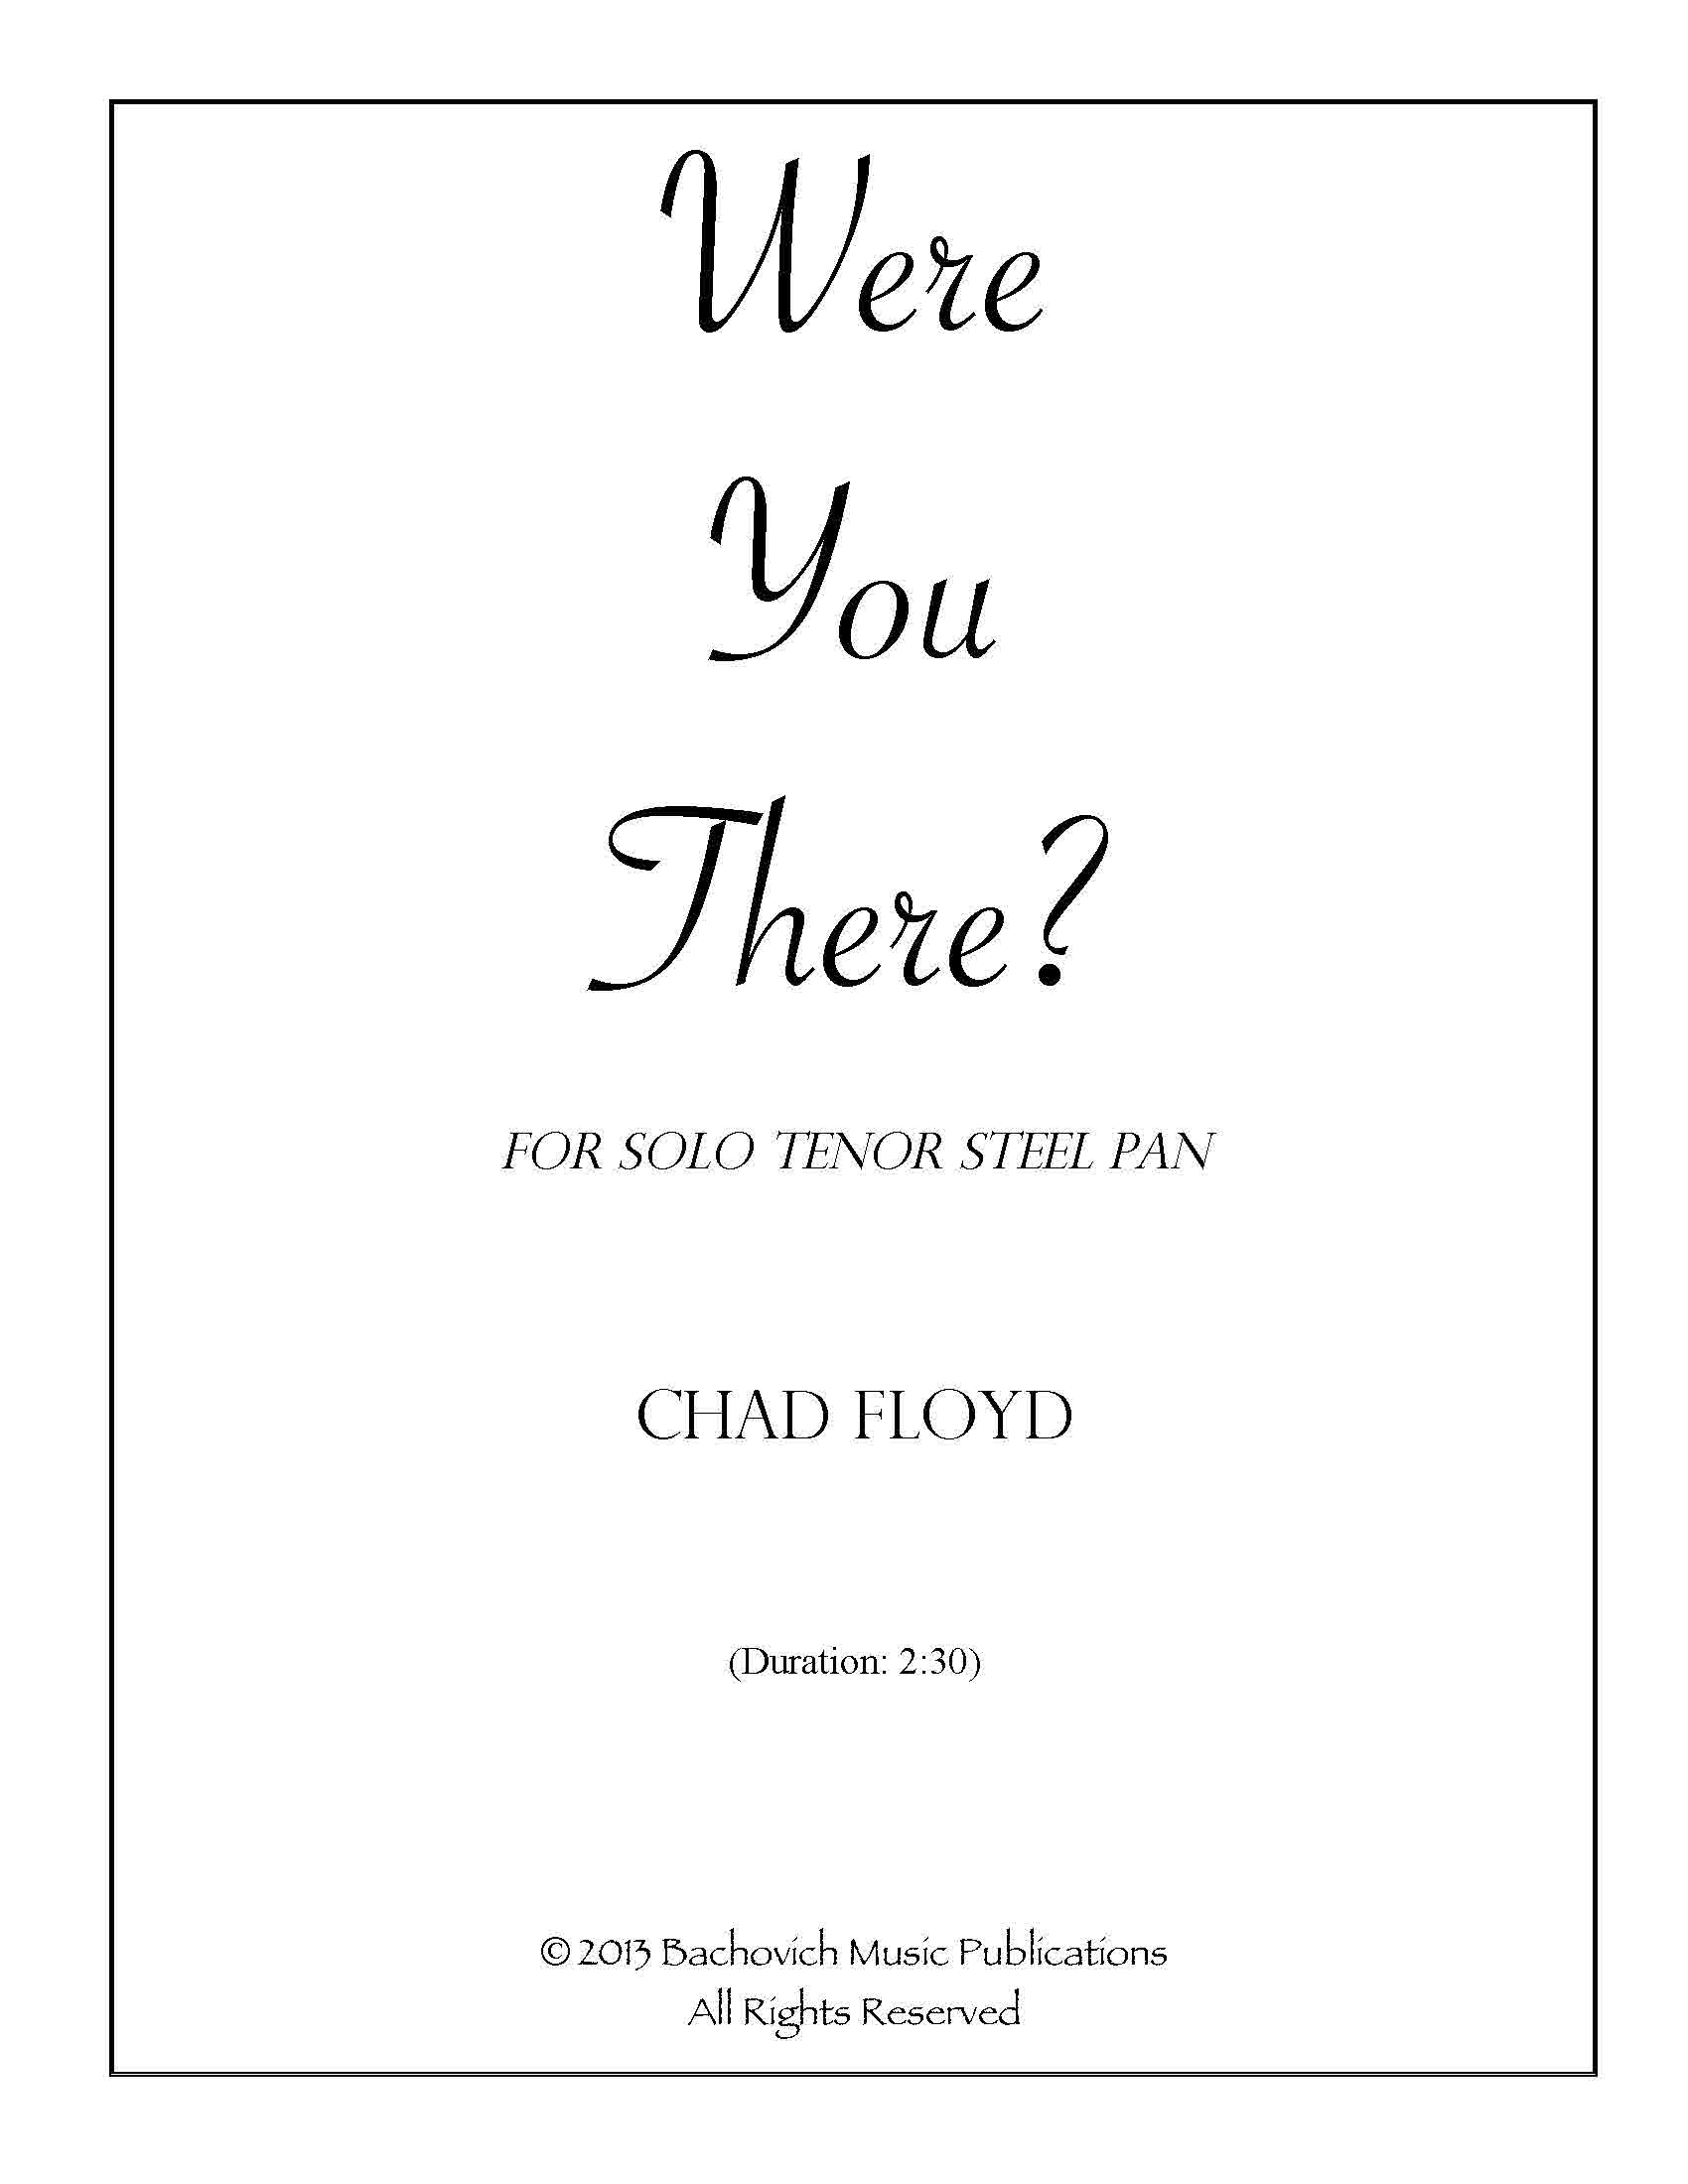 Were
You
There?
FOR SOLO TENOR STEEL PAN
CHAD FLOYD
(Duration: 2:30)
© 2013 Bachovich Music Publications
All Rights Reserved